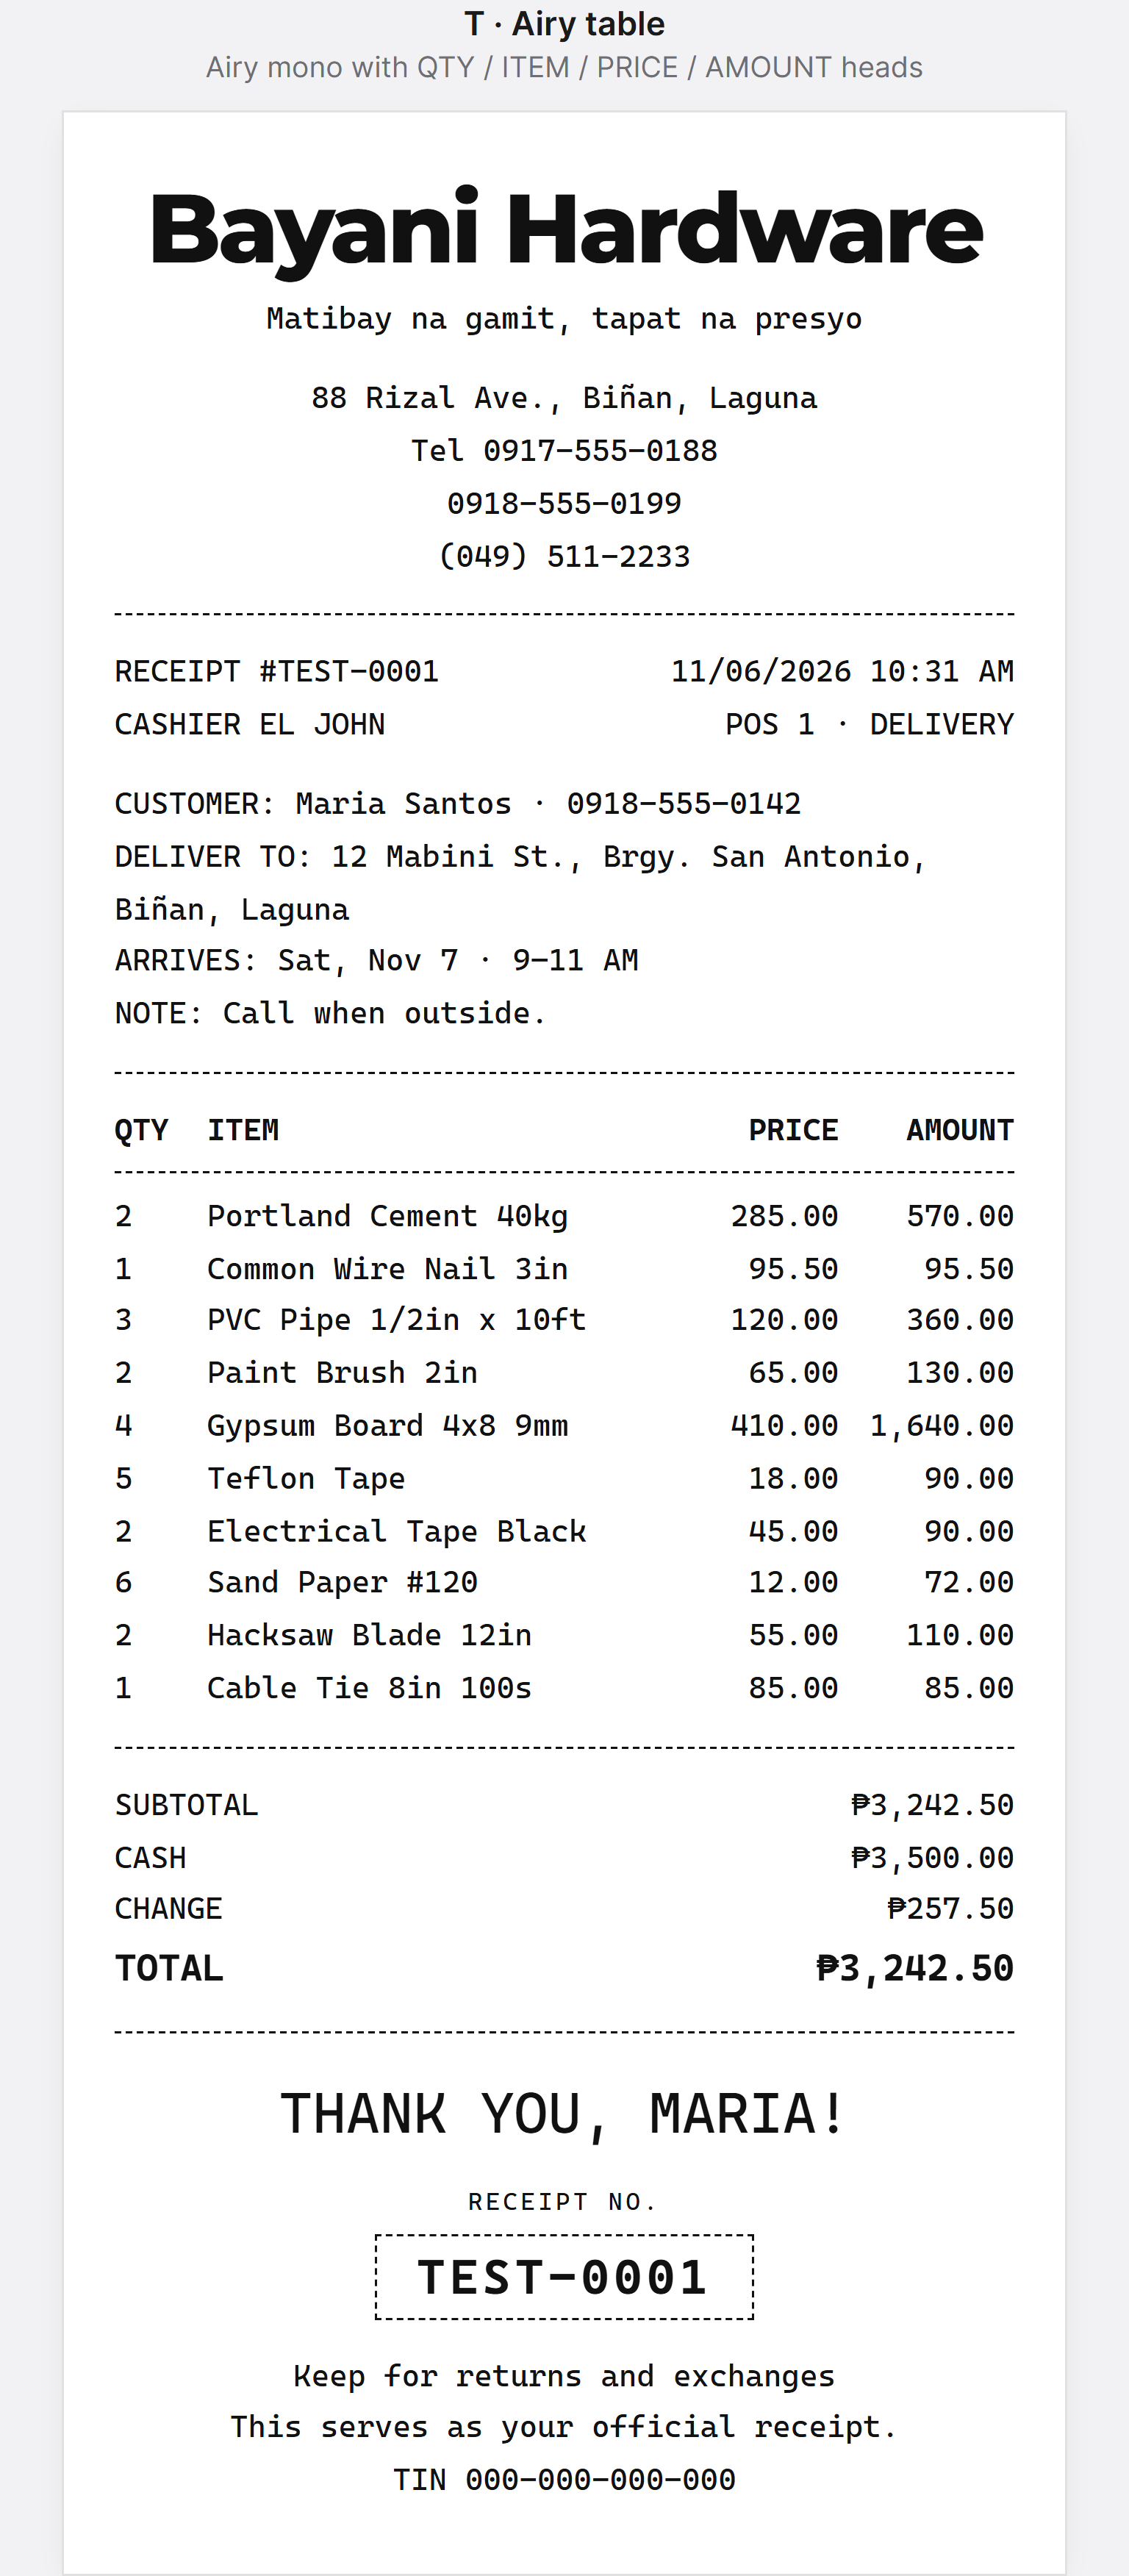 T · Airy table
Airy mono with QTY / ITEM / PRICE / AMOUNT heads
Bayani Hardware
Matibay na gamit, tapat na presyo
88 Rizal Ave., Biñan, Laguna
Tel 0917-555-0188
0918-555-0199
(049) 511-2233
RECEIPT #TEST-0001 11/06/2026 10:31 AM
CASHIER EL JOHN POS 1 · DELIVERY
CUSTOMER: Maria Santos · 0918-555-0142
DELIVER TO: 12 Mabini St., Brgy. San Antonio,
Biñan, Laguna
ARRIVES: Sat, Nov 7 · 9–11 AM
NOTE: Call when outside.
QTY ITEM PRICE AMOUNT
2 Portland Cement 40kg 285.00 570.00
1 Common Wire Nail 3in 95.50 95.50
3 PVC Pipe 1/2in x 10ft 120.00 360.00
2 Paint Brush 2in 65.00 130.00
4 Gypsum Board 4x8 9mm 410.00 1,640.00
5 Teflon Tape 18.00 90.00
2 Electrical Tape Black 45.00 90.00
6 Sand Paper #120 12.00 72.00
2 Hacksaw Blade 12in 55.00 110.00
1 Cable Tie 8in 100s 85.00 85.00
SUBTOTAL ₱3,242.50
CASH ₱3,500.00
CHANGE ₱257.50
TOTAL ₱3,242.50
THANK YOU, MARIA!
RECEIPT NO.
TEST-0001
Keep for returns and exchanges
This serves as your official receipt.
TIN 000-000-000-000